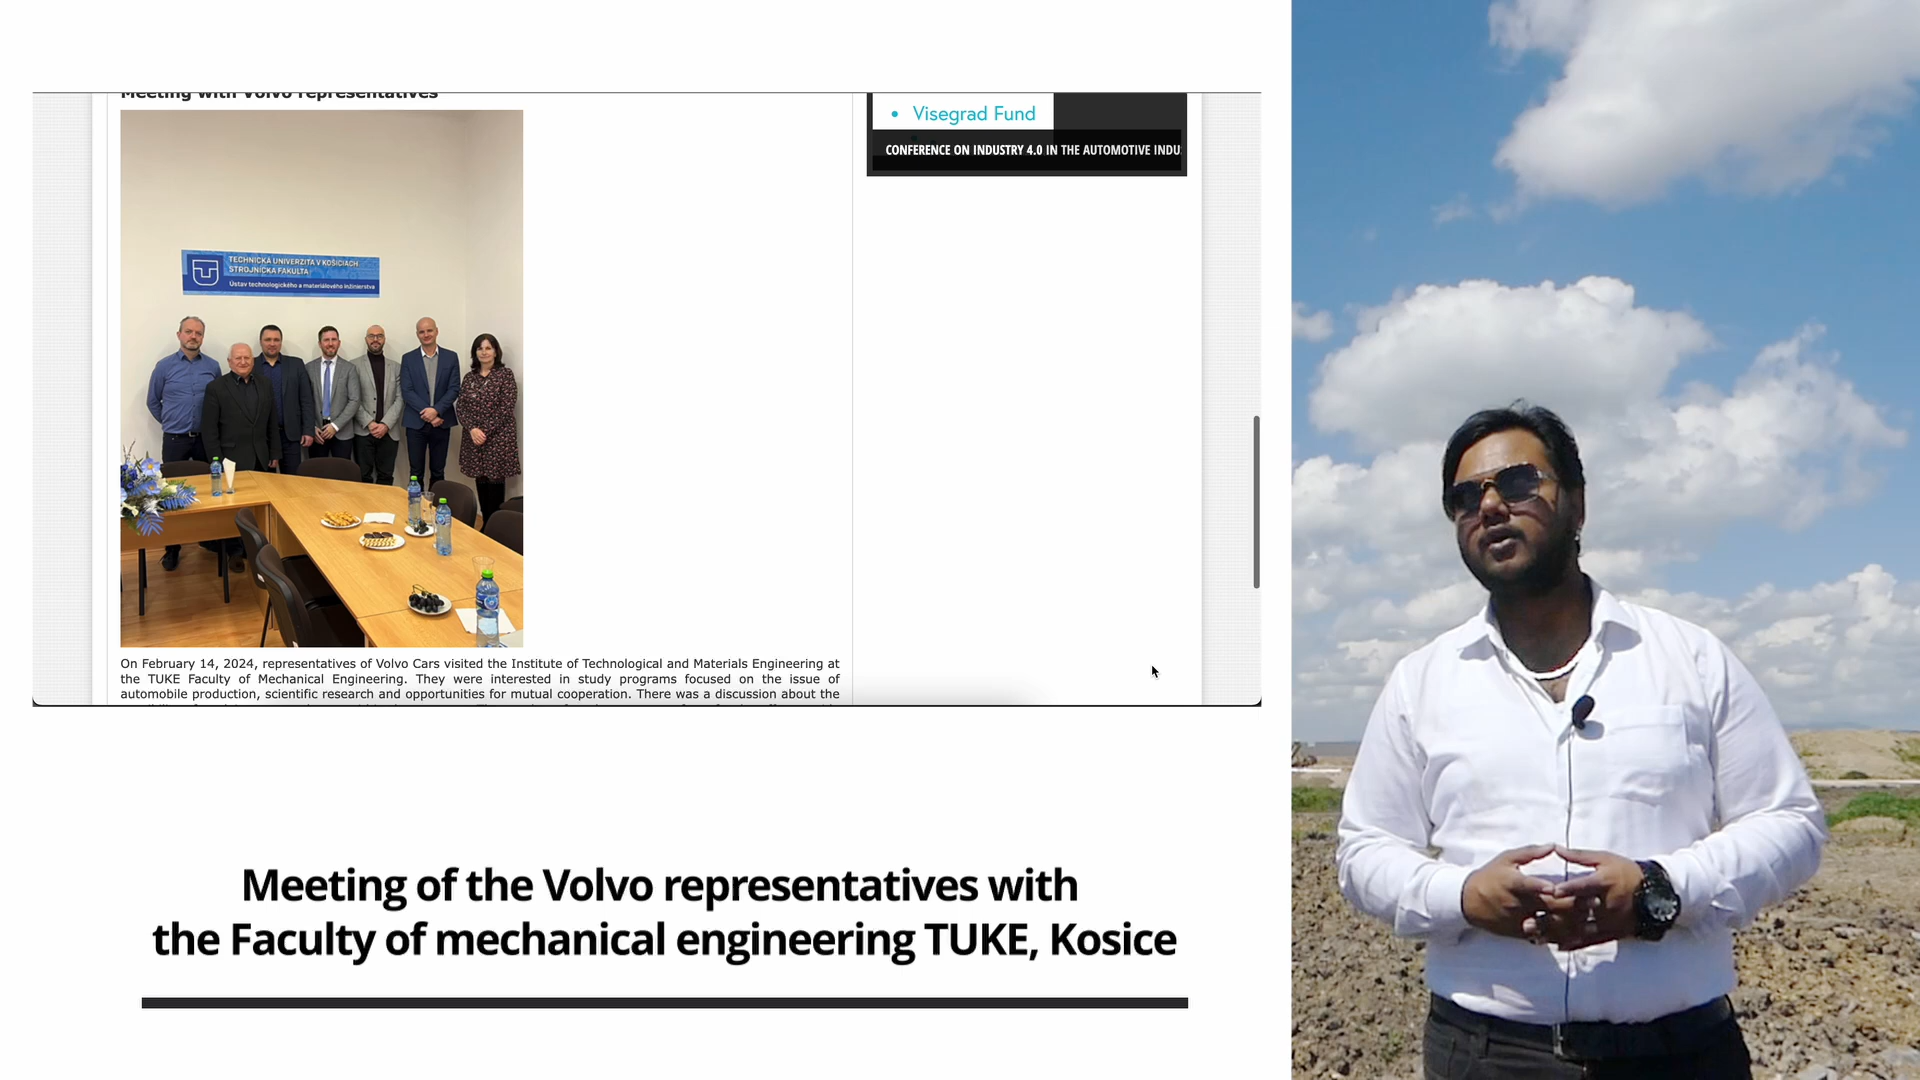 Meeting with Volvo representatives
• Visegrad Fund
CONFERENCE ON INDUSTRY 4.0 IN THE AUTOMOTIVE INDU
TECHNICKÁ UNIVERZITA V KOŠICIACH
STROJNÍCKA FAKULTA
Ústav technologického a materiálového inžinierstva
On February 14, 2024, representatives of Volvo Cars visited the Institute of Technological and Materials Engineering at
the TUKE Faculty of Mechanical Engineering. They were interested in study programs focused on the issue of
automobile production, scientific research and opportunities for mutual cooperation. There was a discussion about the
Meeting of the Volvo representatives with
the Faculty of mechanical engineering TUKE, Kosice